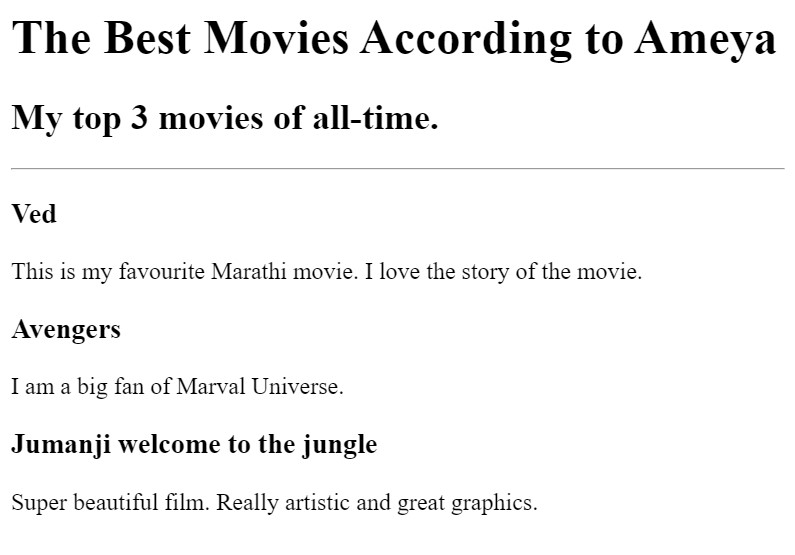 The Best Movies According to Ameya
My top 3 movies of all-time.
Ved
This is my favourite Marathi movie. I love the story of the movie.
Avengers
I am a big fan of Marval Universe.
Jumanji welcome to the jungle
Super beautiful film. Really artistic and great graphics.